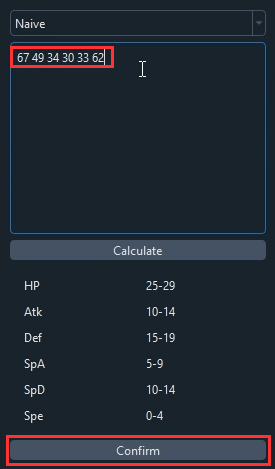 Naive
67 49 34 30 33 62
Calculate
HP 25-29
Atk 10-14
Def 15-19
SpA 5-9
SpD 10-14
Spe 0-4
Confirm